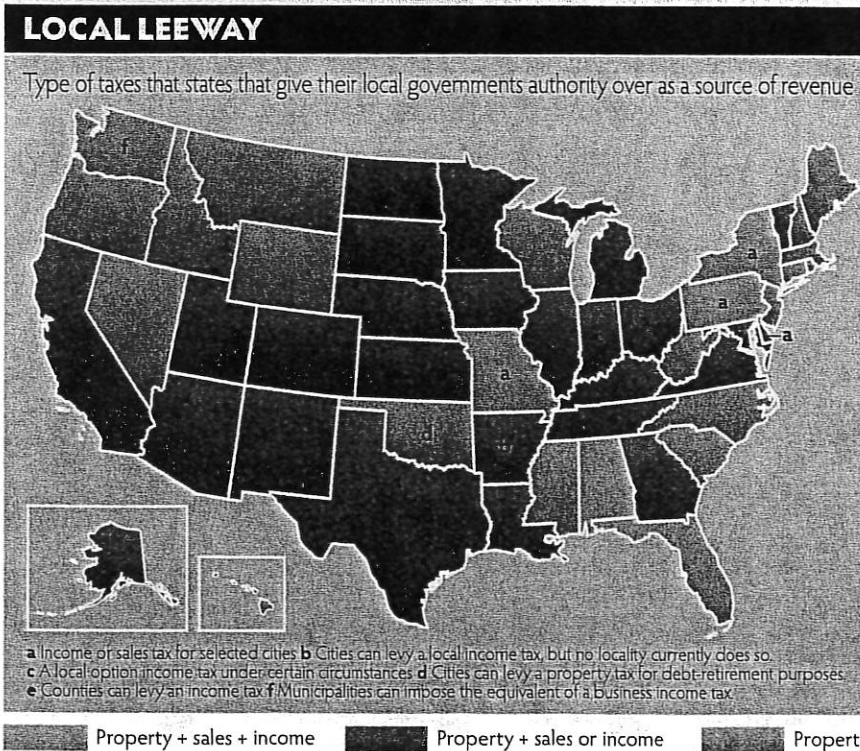 LOCAL LEEWAY
Type of taxes that states that give their local governments authority over as a source of revenue
f
a
a
a
a
d
a Income or sales tax for selected cities b Cities can levy a local income tax, but no locality currently does so.
c A local option income tax under certain circumstances d Cities can levy a property tax for debt-retirement purposes.
e Counties can levy an income tax f Municipalities can impose the equivalent of a business income tax
Property + sales + income
Property + sales or income
Propert